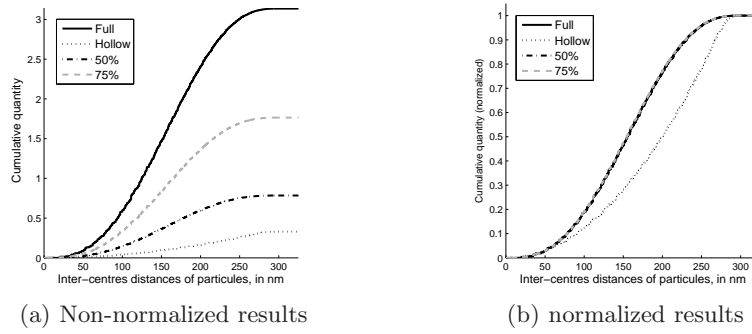 Full
Hollow
50%
75%
3
2.5
2
1.5
1
0.5
0
Cumulative quantity
0 50 100 150 200 250 300
Inter−centres distances of particules, in nm
(a) Non-normalized results
Full
Hollow
50%
75%
1
0.9
0.8
0.7
0.6
0.5
0.4
0.3
0.2
0.1
0
Cumulative quantity (normalized)
0 50 100 150 200 250 300
Inter−centres distances of particules, in nm
(b) normalized results